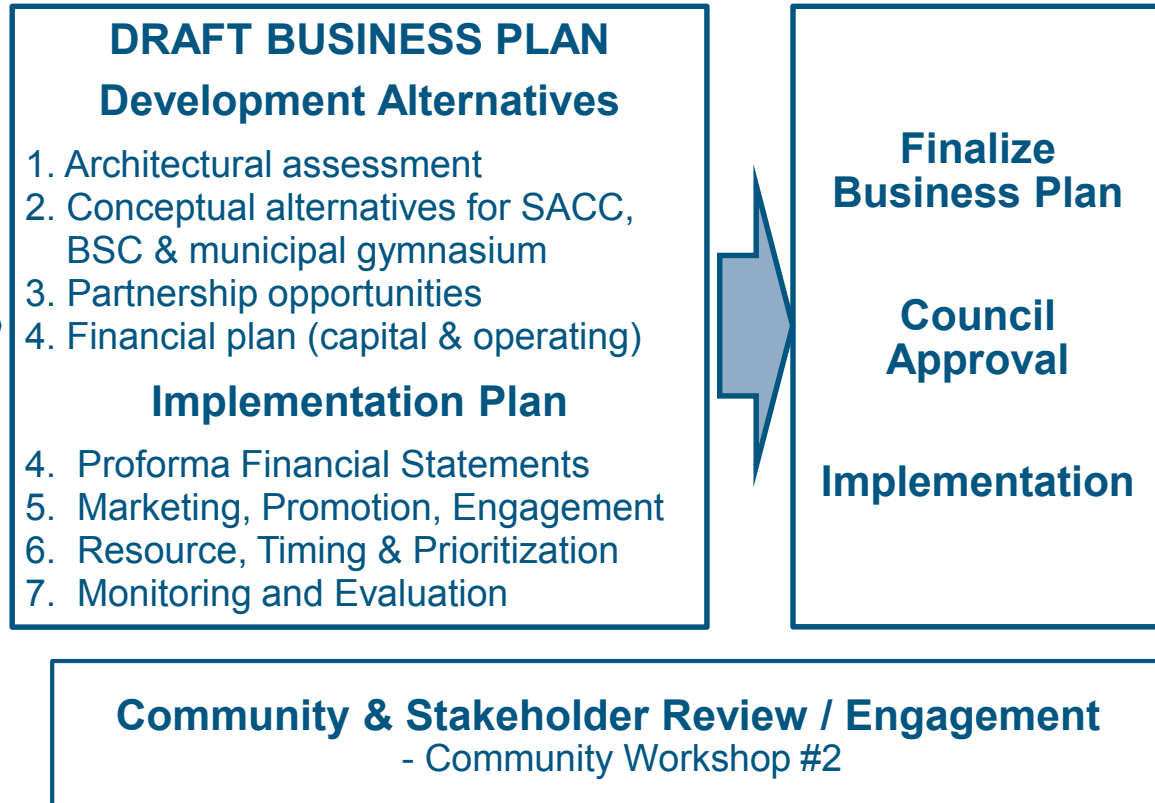 DRAFT BUSINESS PLAN
Development Alternatives
1. Architectural assessment
2. Conceptual alternatives for SACC,
BSC & municipal gymnasium
3. Partnership opportunities
4. Financial plan (capital & operating)
Implementation Plan
4. Proforma Financial Statements
5. Marketing, Promotion, Engagement
6. Resource, Timing & Prioritization
7. Monitoring and Evaluation
Finalize
Business Plan
Council
Approval
Implementation
Community & Stakeholder Review / Engagement
- Community Workshop #2